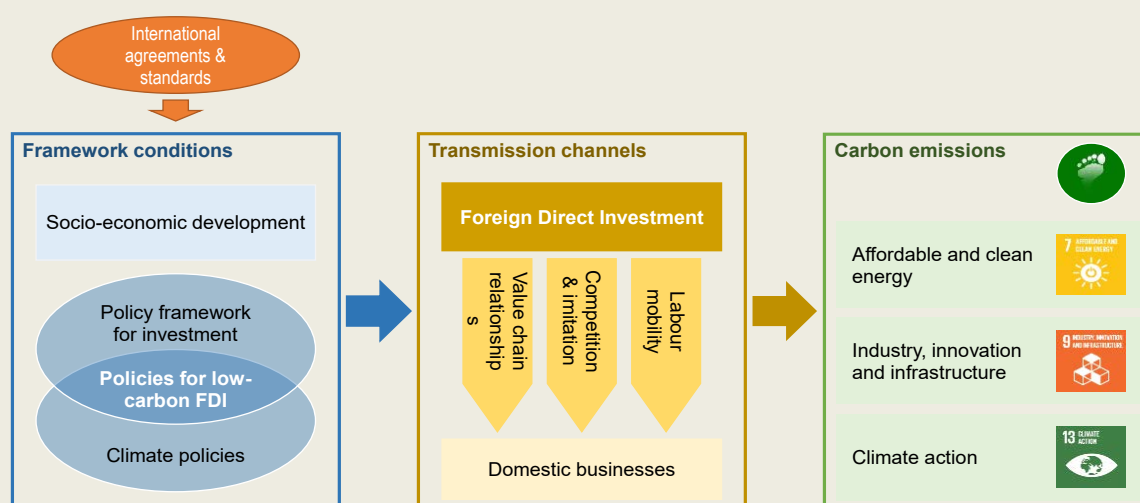 International
agreements &
standards
Framework conditions
Socio-economic development
Policy framework
for investment
Policies for low-
carbon FDI
Climate policies
Transmission channels
Foreign Direct Investment
Value chain
relationship
s
Competition
& imitation
Labour
mobility
Domestic businesses
Carbon emissions
Affordable and clean
energy
7 AFFORDABLE AND
CLEAN ENERGY
Industry, innovation
and infrastructure
9 INDUSTRY, INNOVATION
AND INFRASTRUCTURE
Climate action
13 CLIMATE
ACTION